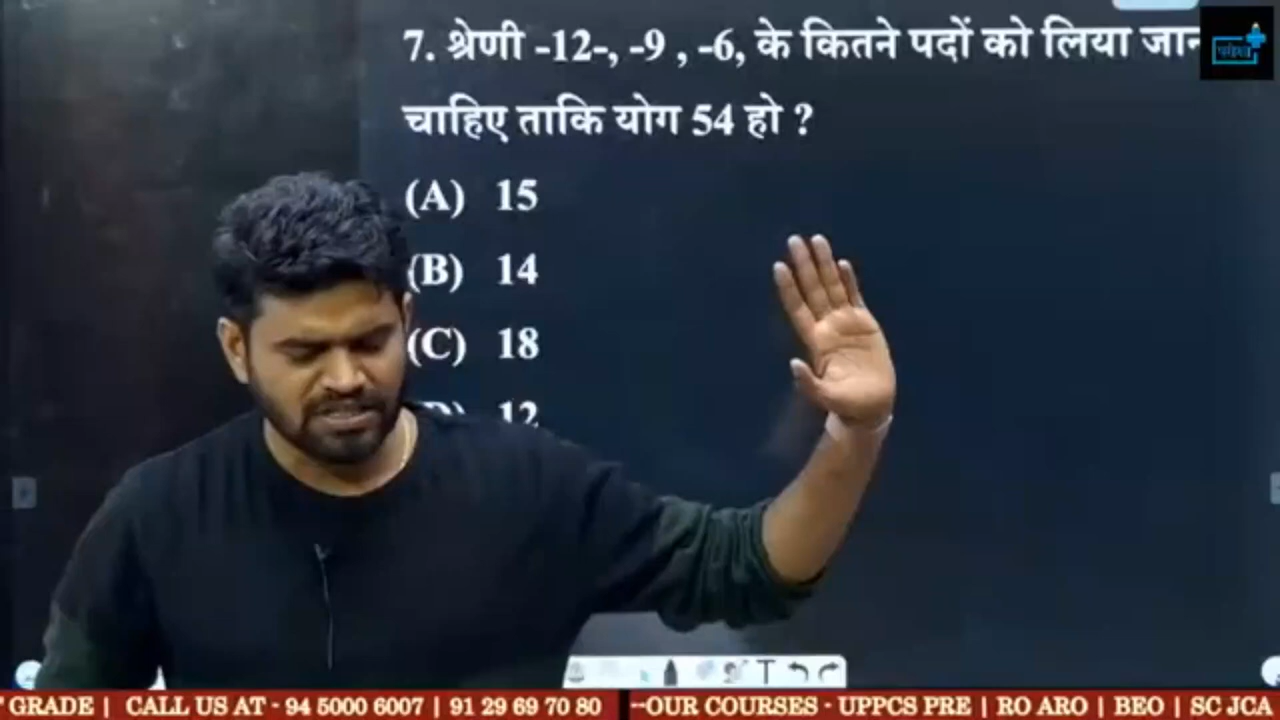 7. श्रेणी -12-, -9 , -6, के कितने पदों को लिया जान
चाहिए ताकि योग 54 हो ?
(A) 15
(B) 14
(C) 18
(D) 12
T
GRADE | CALL US AT - 94 5000 6007 | 91 29 69 70 80 --OUR COURSES - UPPCS PRE | RO ARO | BEO | SC JCA